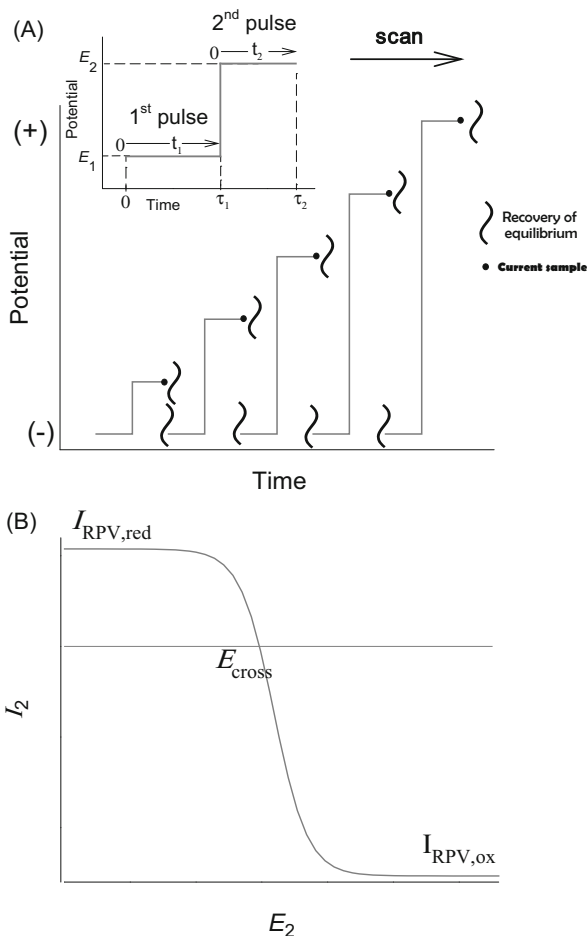 (A)
2nd pulse
0 t2
scan
E2
Potential
1st pulse
0 t1
E1
0 Time τ1 τ2
(+)
Potential
(-)
Recovery of
equilibrium
Current sample
Time
(B)
IRPV,red
Ecross
I2
IRPV,ox
E2